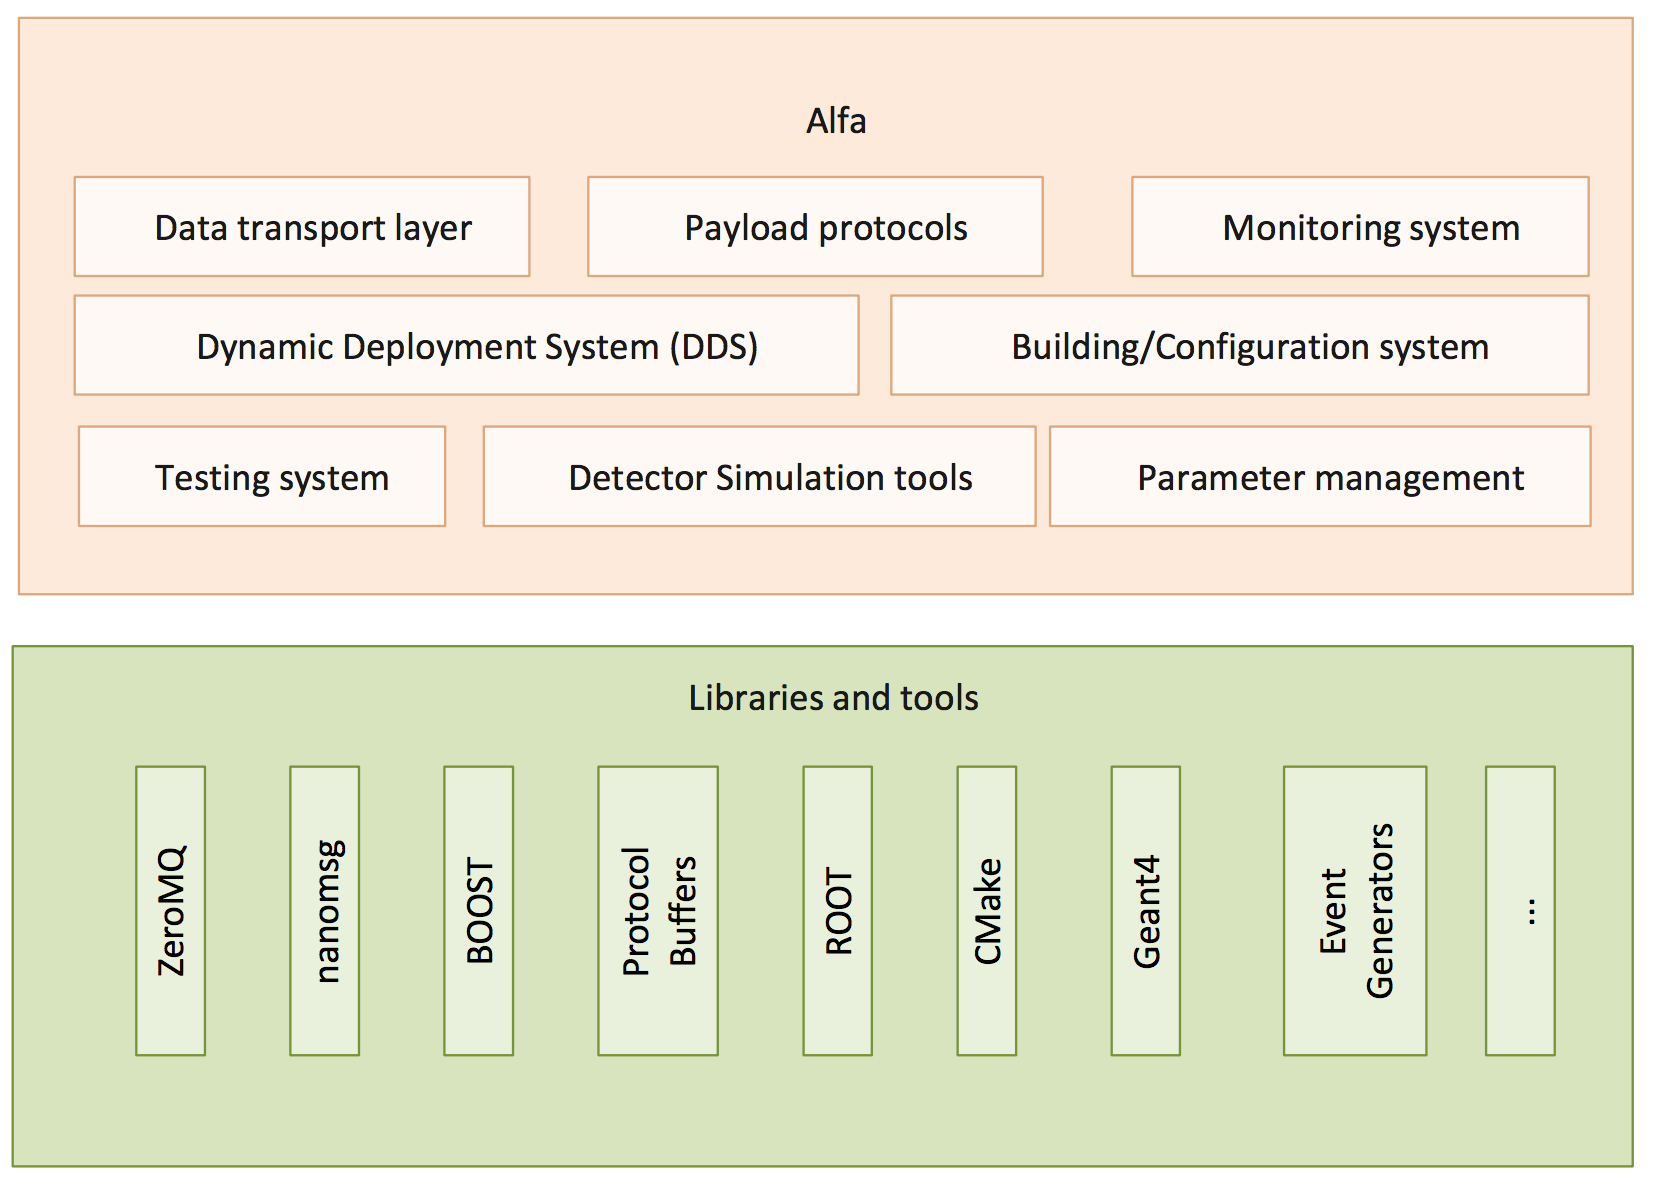 Alfa
Data transport layer
Payload protocols
Monitoring system
Dynamic Deployment System (DDS)
Building/Configuration system
Testing system
Detector Simulation tools
Parameter management
Libraries and tools
ZeroMQ
nanomsg
BOOST
Protocol
Buffers
ROOT
CMake
Geant4
Event
Generators
...